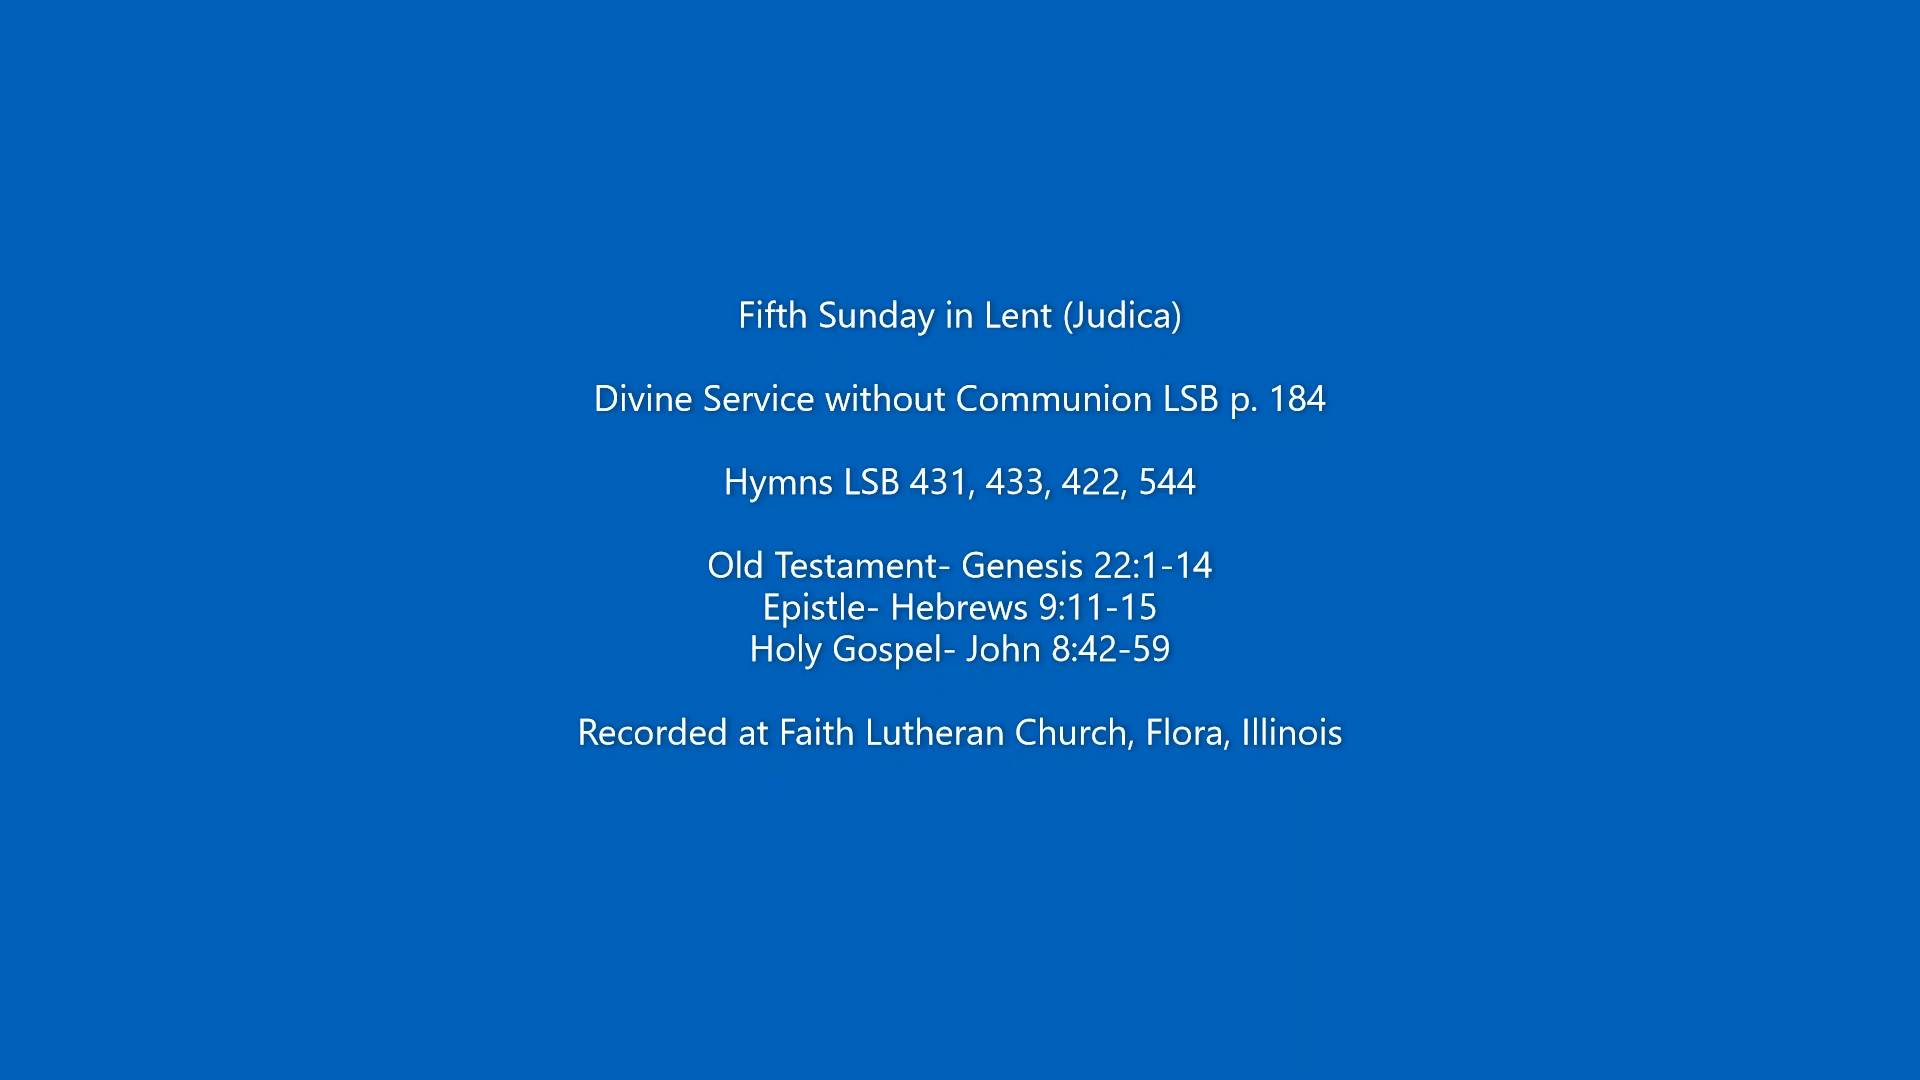 Fifth Sunday in Lent (Judica)
Divine Service without Communion LSB p. 184
Hymns LSB 431, 433, 422, 544
Old Testament- Genesis 22:1-14
Epistle- Hebrews 9:11-15
Holy Gospel- John 8:42-59
Recorded at Faith Lutheran Church, Flora, Illinois